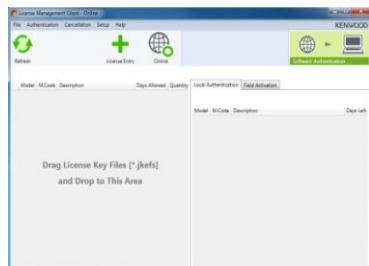 License Management Client - Online
File Authentication Cancellation Setup Help
KENWOOD
Refresh
License Entry
Online
Software Authentication
Model M.Code Description Days Allowed Quantity
Local Authentication Field Activation
Model M.Code Description Days Left
Drag License Key Files [*.jkefs]
and Drop to This Area